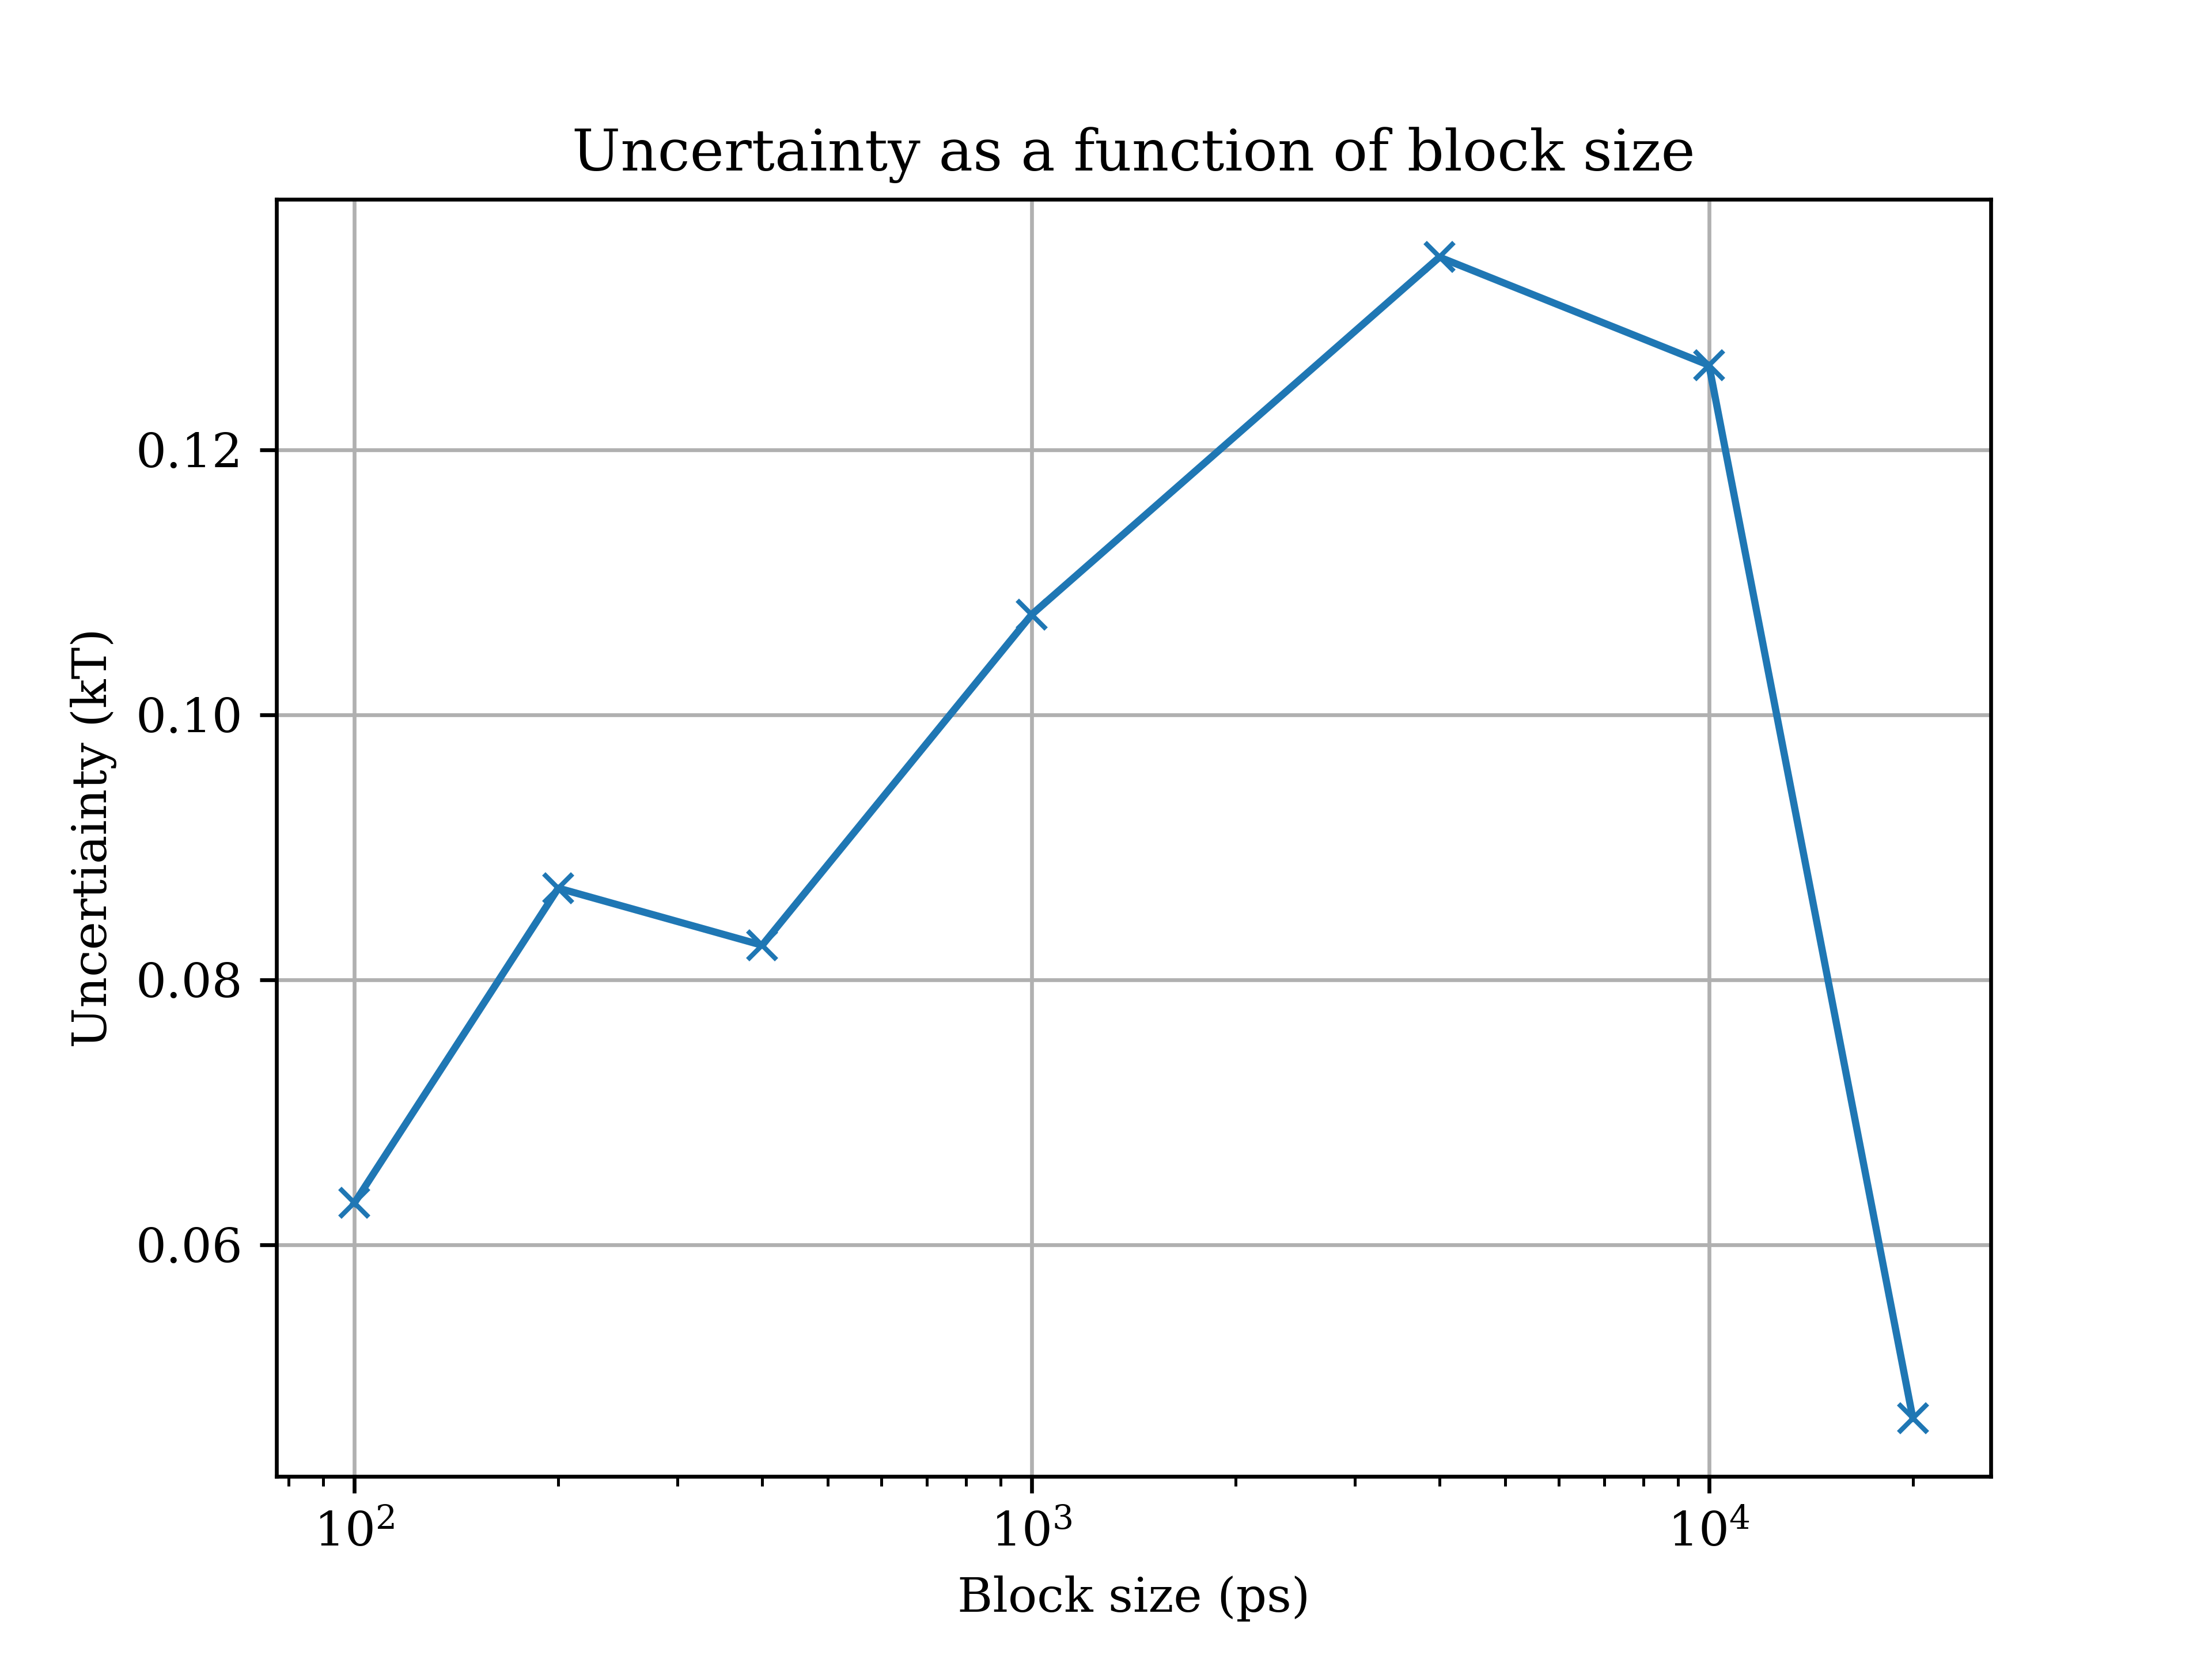 Uncertainty as a function of block size
Uncertiainty (kT)
0.12
0.10
0.08
0.06
10²
10³
10⁴
Block size (ps)